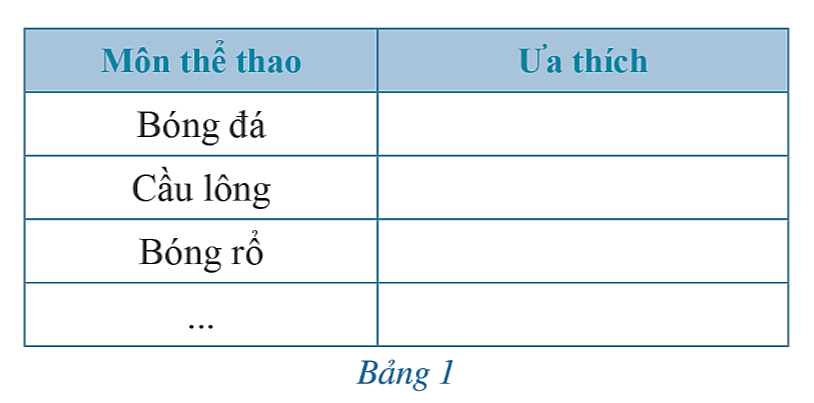 Môn thể thao Ưa thích
Bóng đá
Cầu lông
Bóng rổ
...
Bảng 1